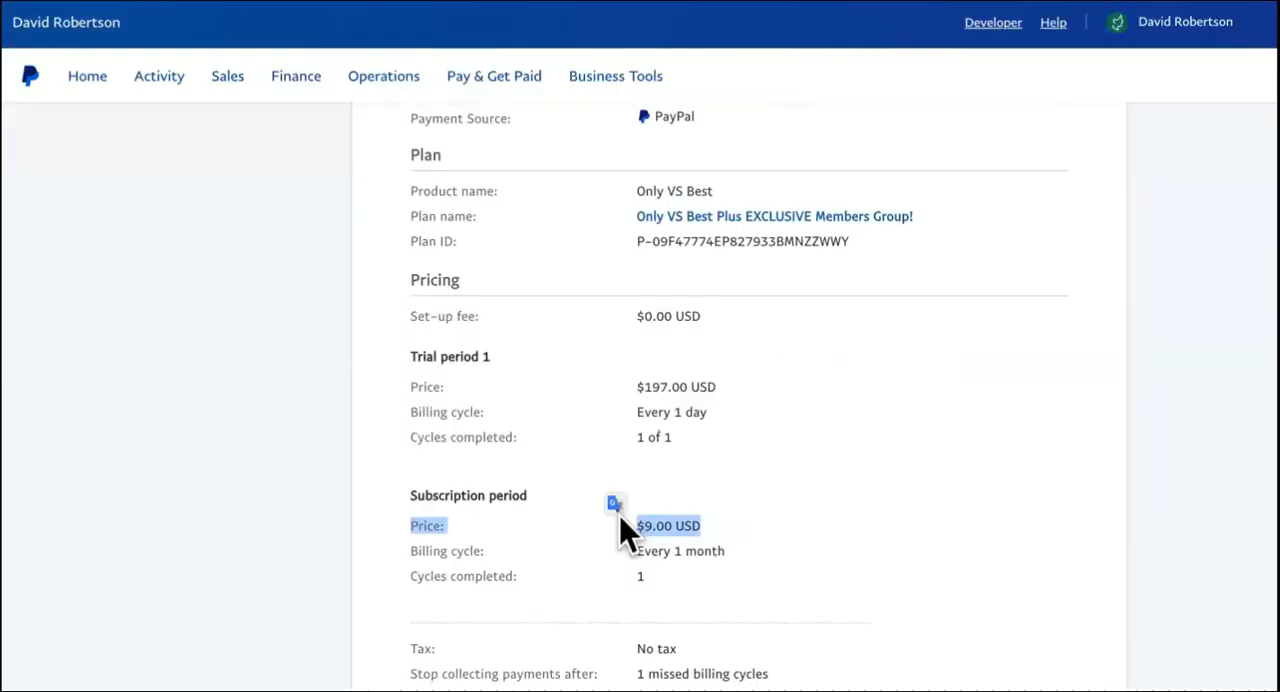 David Robertson Developer Help David Robertson
Home Activity Sales Finance Operations Pay & Get Paid Business Tools
Payment Source: PayPal
Plan
Product name: Only VS Best
Plan name: Only VS Best Plus EXCLUSIVE Members Group!
Plan ID: P-09F47774EP827933BMNZZWWY
Pricing
Set-up fee: $0.00 USD
Trial period 1
Price: $197.00 USD
Billing cycle: Every 1 day
Cycles completed: 1 of 1
Subscription period
Price: $9.00 USD
Billing cycle: Every 1 month
Cycles completed: 1
Tax: No tax
Stop collecting payments after: 1 missed billing cycles